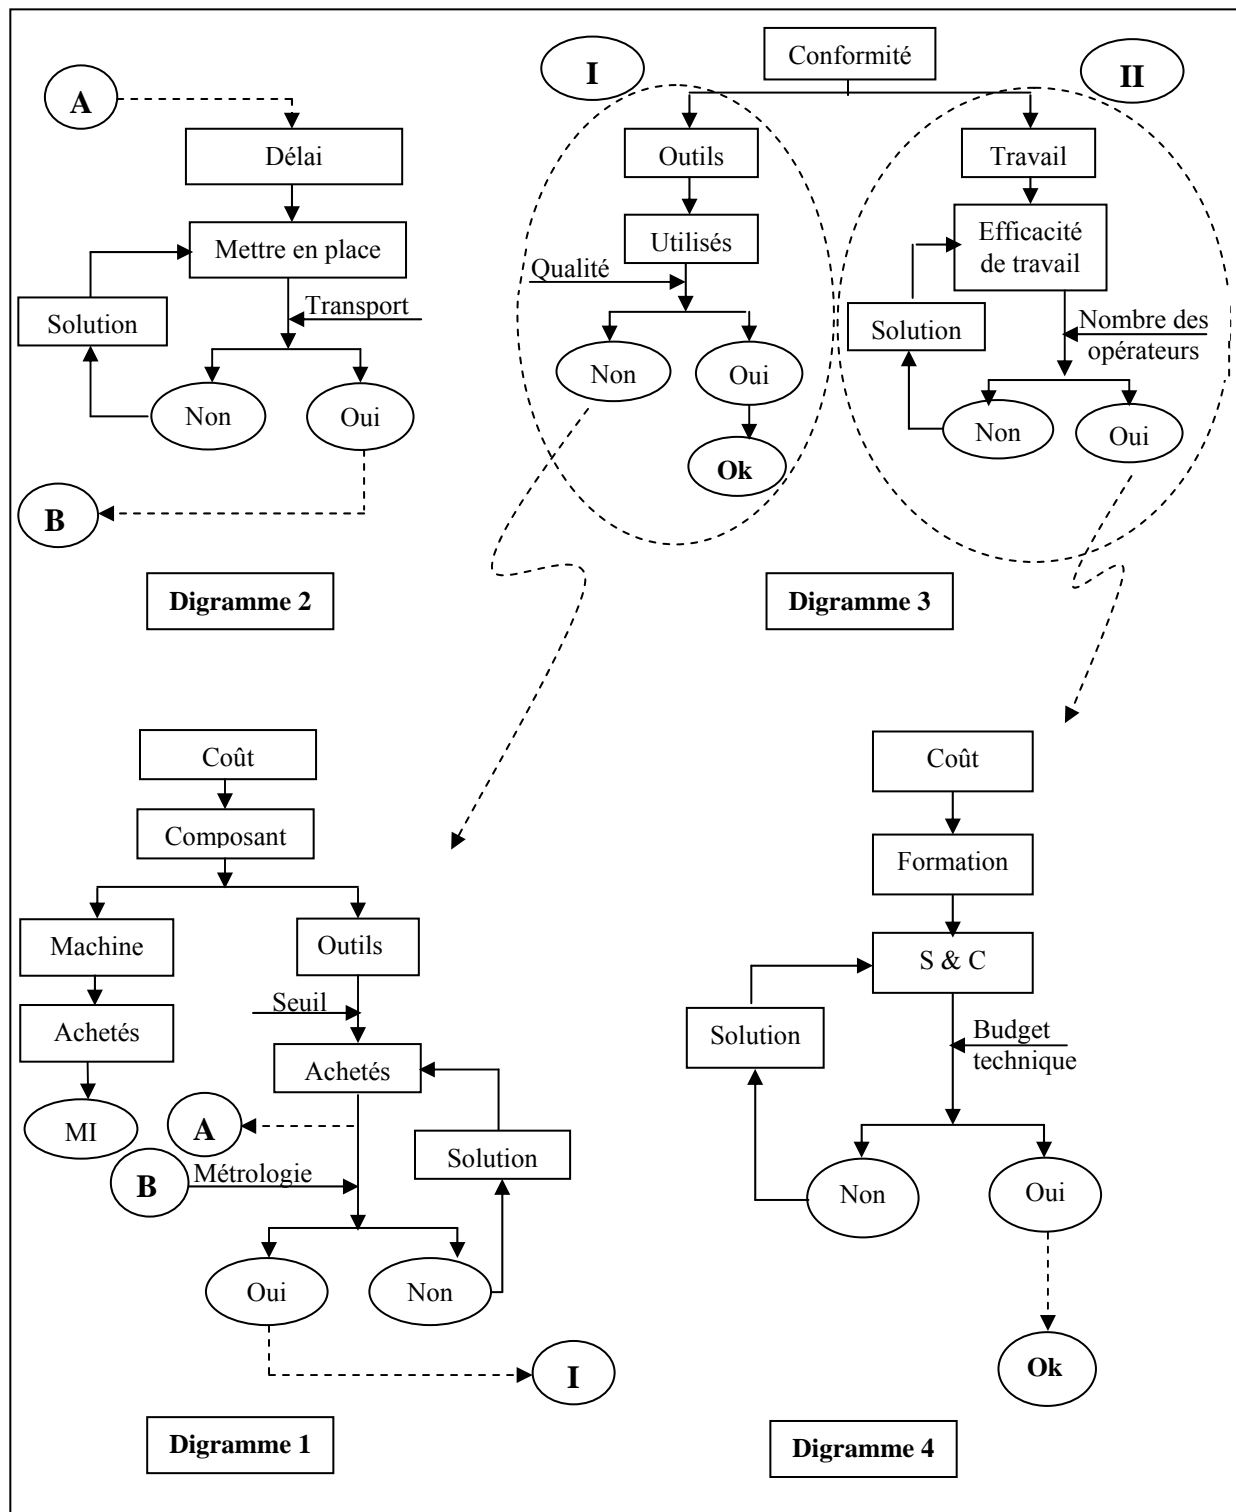 A
Délai
Mettre en place
Transport
Solution
Non
Oui
B
Digramme 2
Conformité
I
II
Outils
Utilisés
Qualité
Non
Oui
Ok
Travail
Efficacité
de travail
Nombre des
opérateurs
Solution
Non
Oui
Digramme 3
Coût
Composant
Machine
Outils
Achetés
MI
Seuil
Achetés
A
B
Métrologie
Solution
Oui
Non
I
Digramme 1
Coût
Formation
S & C
Budget
technique
Solution
Non
Oui
Ok
Digramme 4